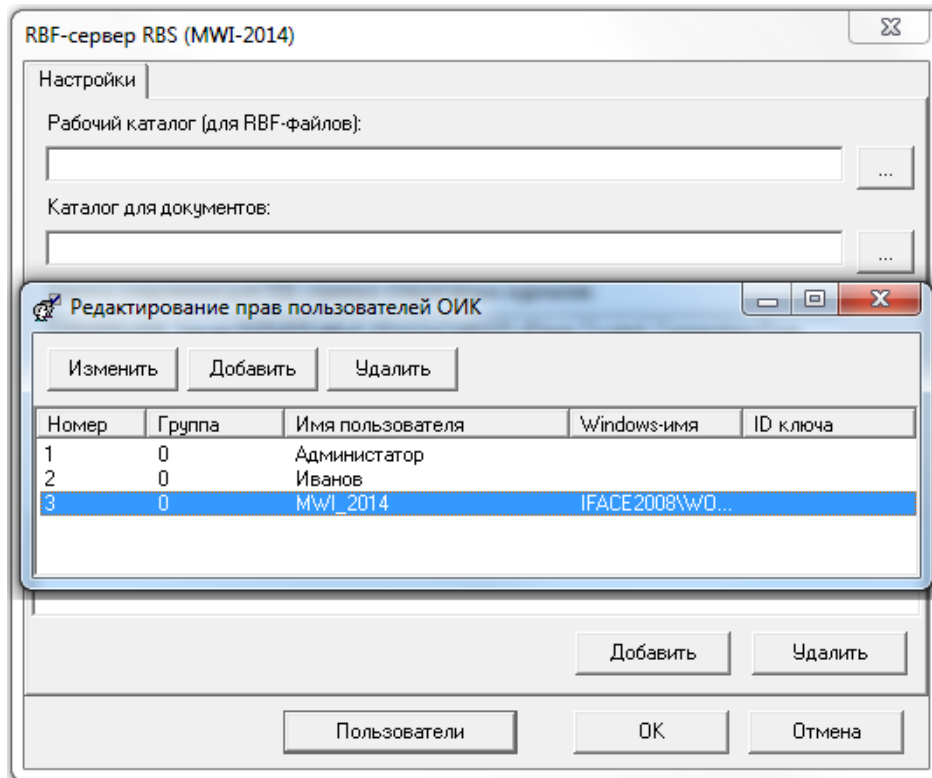 RBF-сервер RBS (MWI-2014)
Настройки
Рабочий каталог (для RBF-файлов):
...
Каталог для документов:
...
Редактирование прав пользователей ОИК
Изменить Добавить Удалить
Номер Группа Имя пользователя Windows-имя ID ключа
1 0 Администатор
2 0 Иванов
3 0 MWI_2014 IFACE2008\WO...
Добавить Удалить
Пользователи OK Отмена